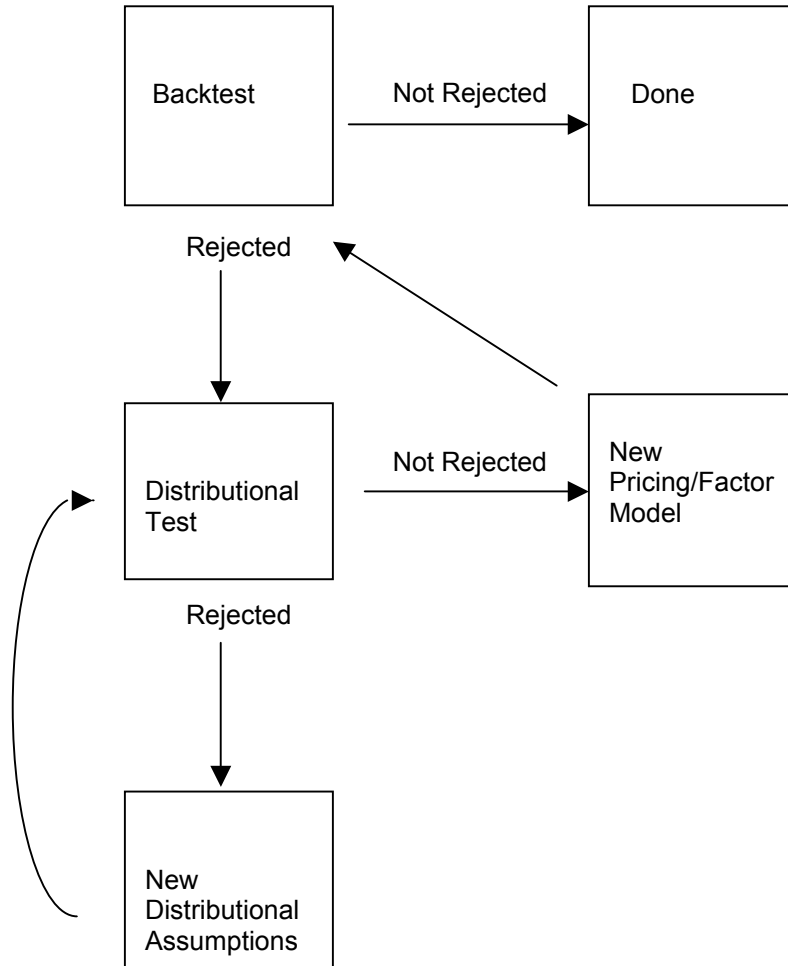 Backtest
Not Rejected
Done
Rejected
Distributional
Test
Not Rejected
New
Pricing/Factor
Model
Rejected
New
Distributional
Assumptions